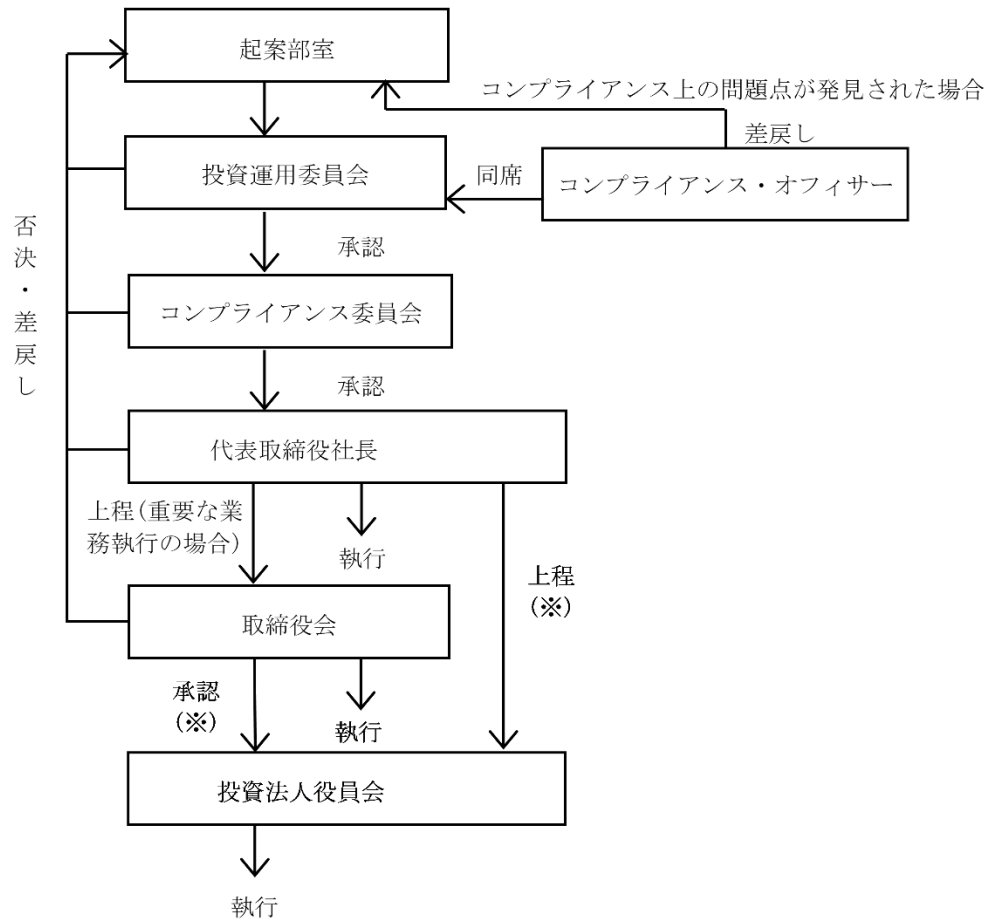 起案部室
コンプライアンス上の問題点が発見された場合
差戻し
投資運用委員会
同席
コンプライアンス・オフィサー
否決・差戻し
承認
コンプライアンス委員会
承認
代表取締役社長
上程(重要な業
務執行の場合)
執行
上程
(※)
取締役会
承認
(※)
執行
投資法人役員会
執行